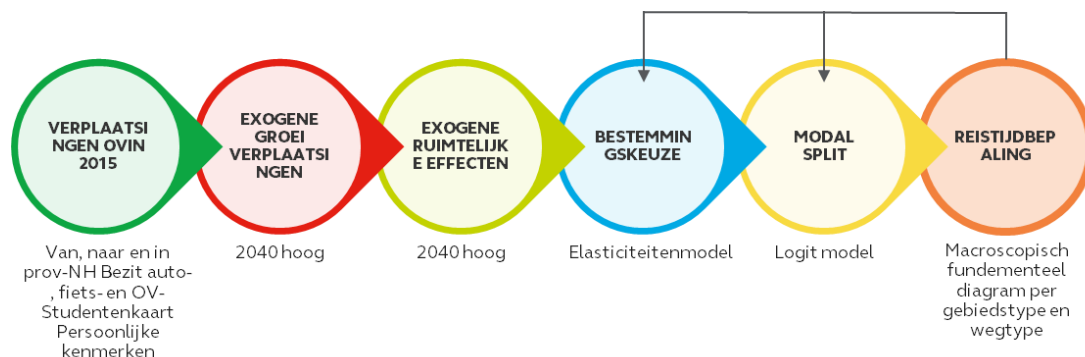 VERPLAATSI
NGEN OVIN
2015
EXOGENE
GROEI
VERPLAATSI
NGEN
EXOGENE
RUIMTELIJK
E EFFECTEN
BESTEMMIN
GSKEUZE
MODAL
SPLIT
REISTIJDBEP
ALING
Van, naar en in
prov-NH Bezit auto-
, fiets- en OV-
Studentenkaart
Persoonlijke
kenmerken
2040 hoog
2040 hoog
Elasticiteitenmodel
Logit model
Macroscopisch
fundementeel
diagram per
gebiedstype en
wegtype